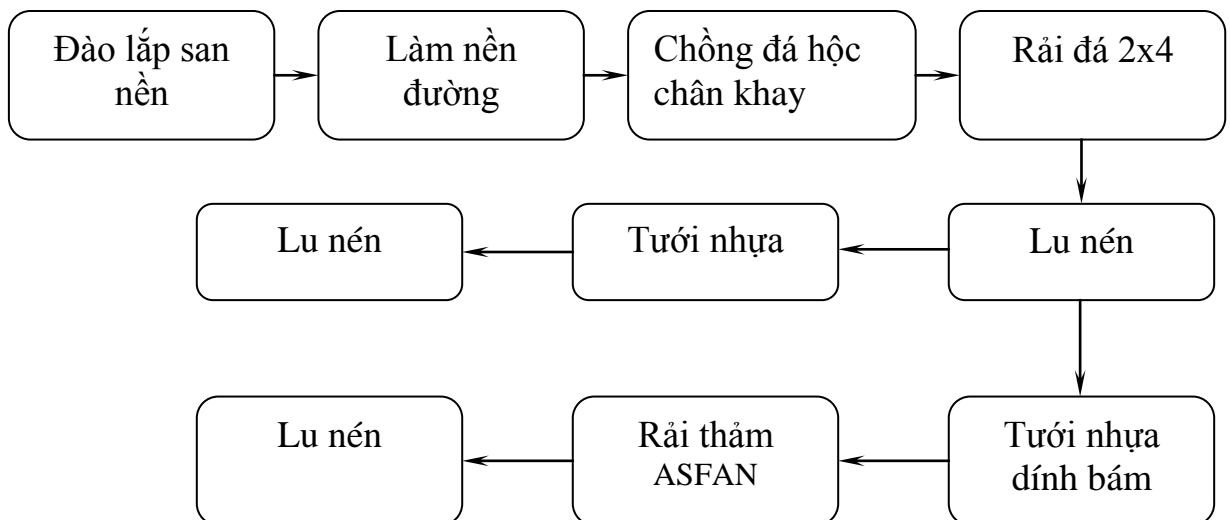 Đào lắp san
nền
Làm nền
đường
Chồng đá hộc
chân khay
Rải đá 2x4
Lu nén
Tưới nhựa
Lu nén
Lu nén
Rải thảm
ASFAN
Tưới nhựa
dính bám